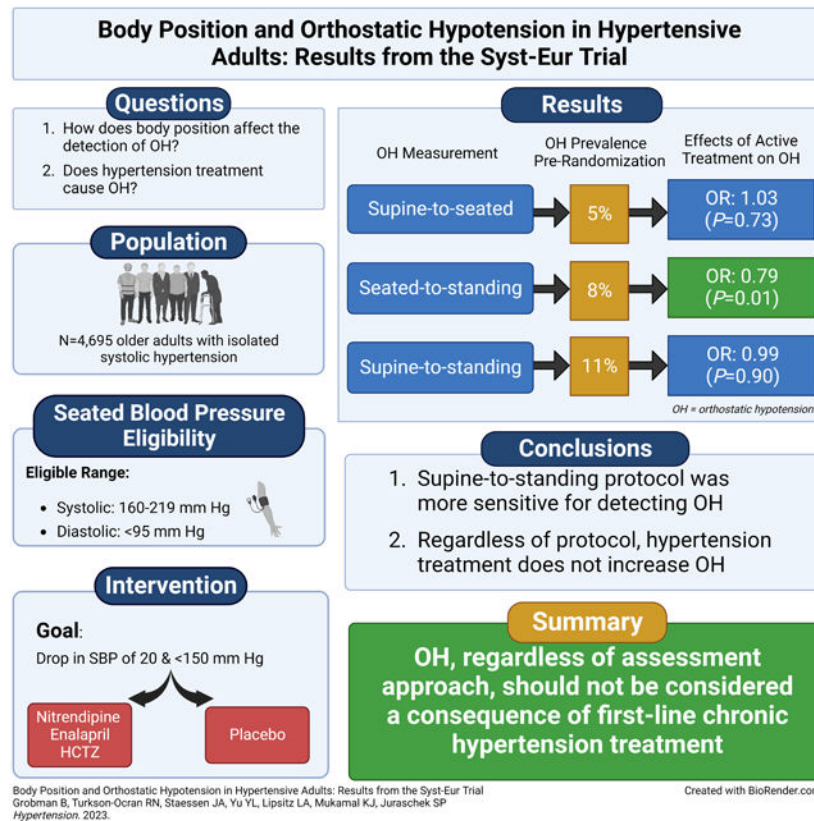 Body Position and Orthostatic Hypotension in Hypertensive
Adults: Results from the Syst-Eur Trial
Questions
1. How does body position affect the
detection of OH?
2. Does hypertension treatment
cause OH?
Population
N=4,695 older adults with isolated
systolic hypertension
Seated Blood Pressure
Eligibility
Eligible Range:
• Systolic: 160-219 mm Hg
• Diastolic: <95 mm Hg
Intervention
Goal:
Drop in SBP of 20 & <150 mm Hg
Nitrendipine
Enalapril
HCTZ
Placebo
Results
OH Measurement
OH Prevalence
Pre-Randomization
Effects of Active
Treatment on OH
Supine-to-seated
5%
OR: 1.03
(P=0.73)
Seated-to-standing
8%
OR: 0.79
(P=0.01)
Supine-to-standing
11%
OR: 0.99
(P=0.90)
OH = orthostatic hypotension
Conclusions
1. Supine-to-standing protocol was
more sensitive for detecting OH
2. Regardless of protocol, hypertension
treatment does not increase OH
Summary
OH, regardless of assessment
approach, should not be considered
a consequence of first-line chronic
hypertension treatment
Body Position and Orthostatic Hypotension in Hypertensive Adults: Results from the Syst-Eur Trial
Grobman B, Turkson-Ocran RN, Staessen JA, Yu YL, Lipsitz LA, Mukamal KJ, Juraschek SP
Hypertension. 2023.
Created with BioRender.co